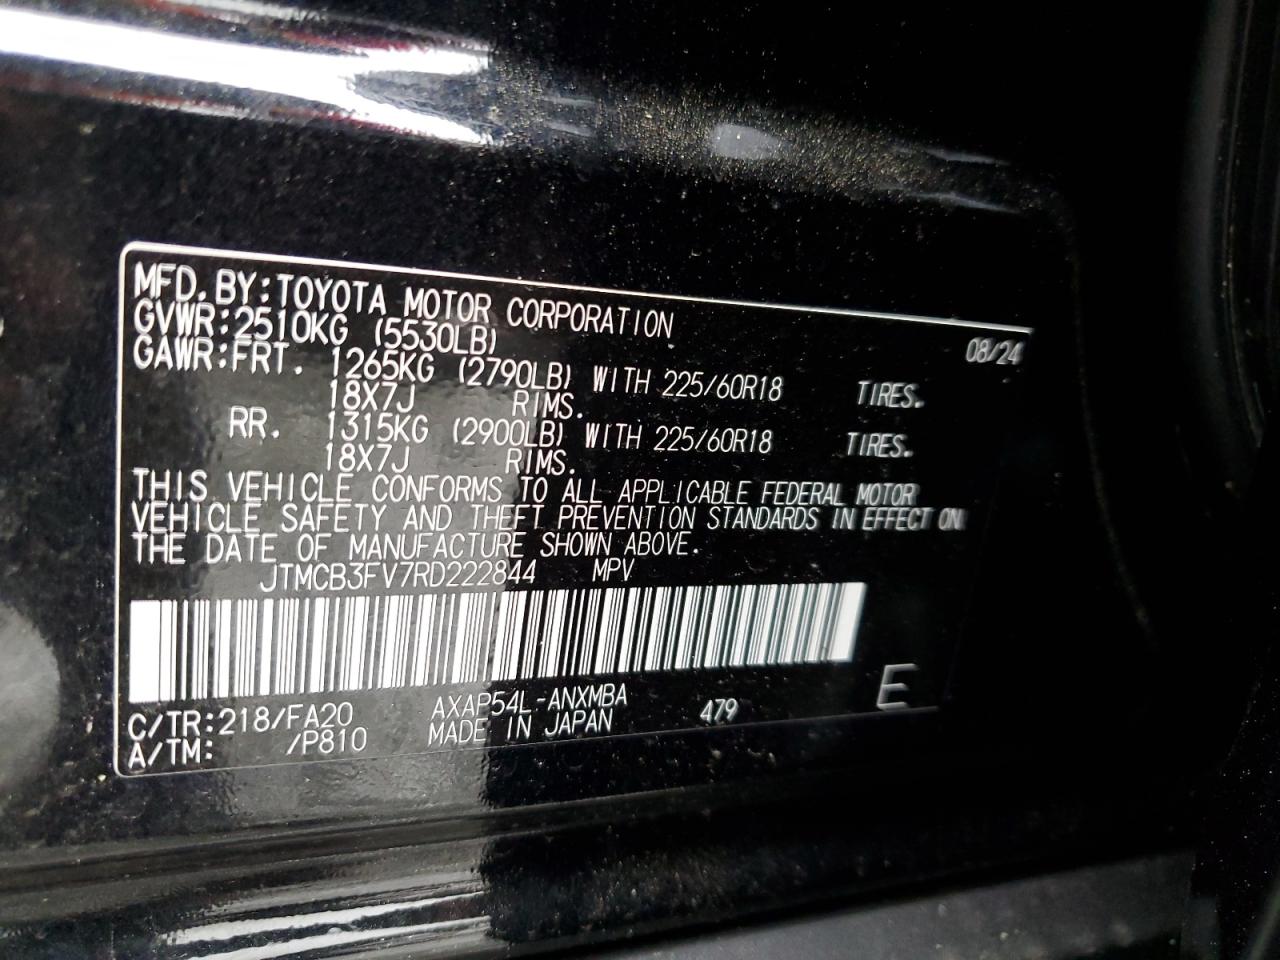 MFD. BY:TOYOTA MOTOR CORPORATION 08/24
GVWR:2510KG (5530LB)
GAWR:FRT. 1265KG (2790LB) WITH 225/60R18 TIRES.
18X7J RIMS.
RR. 1315KG (2900LB) WITH 225/60R18 TIRES.
18X7J RIMS.
THIS VEHICLE CONFORMS TO ALL APPLICABLE FEDERAL MOTOR
VEHICLE SAFETY AND THEFT PREVENTION STANDARDS IN EFFECT ON
THE DATE OF MANUFACTURE SHOWN ABOVE.
JTMCB3FV7RD222844 MPV
E
C/TR:218/FA20 AXAP54L-ANXMBA 479
A/TM: /P810 MADE IN JAPAN